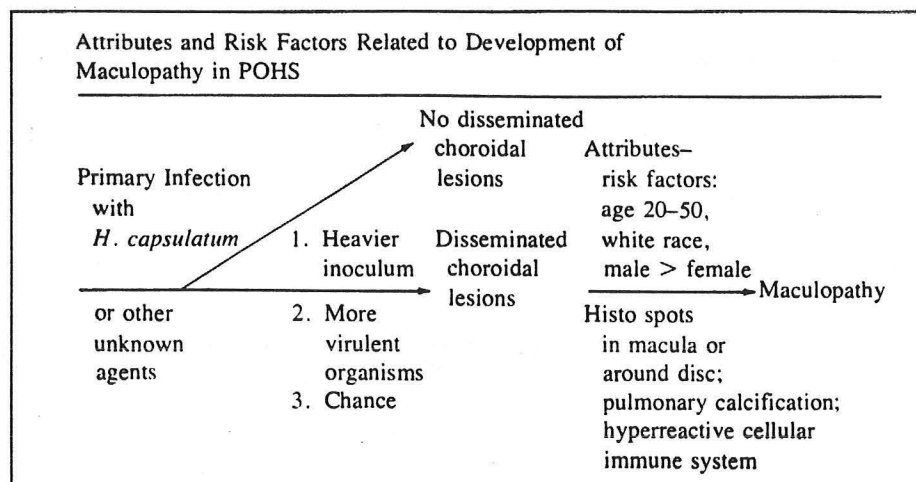 Attributes and Risk Factors Related to Development of
Maculopathy in POHS
No disseminated
choroidal
lesions
Primary Infection
with
H. capsulatum
or other
unknown
agents
1. Heavier
inoculum
2. More
virulent
organisms
3. Chance
Disseminated
choroidal
lesions
Attributes–
risk factors:
age 20–50,
white race,
male > female
Histo spots
in macula or
around disc;
pulmonary calcification;
hyperreactive cellular
immune system
Maculopathy